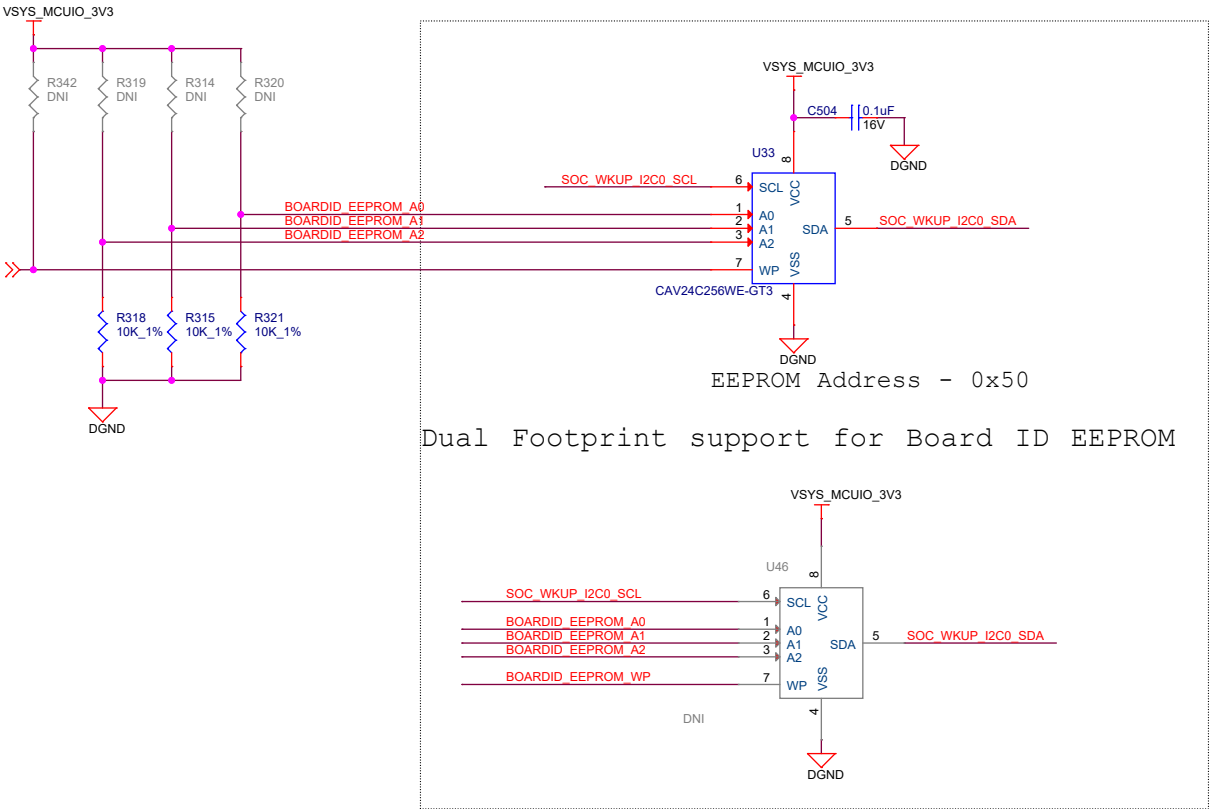 VSYS_MCUIO_3V3
R342
DNI
R319
DNI
R314
DNI
R320
DNI
BOARDID_EEPROM_A0
BOARDID_EEPROM_A1
BOARDID_EEPROM_A2
R318
10K_1%
R315
10K_1%
R321
10K_1%
DGND
VSYS_MCUIO_3V3
C504
0.1uF
16V
DGND
U33
8
SOC_WKUP_I2C0_SCL
6
SCL
VCC
1
A0
2
A1
3
A2
SDA
5
SOC_WKUP_I2C0_SDA
7
WP
VSS
CAV24C256WE-GT3
4
DGND
EEPROM Address - 0x50
Dual Footprint support for Board ID EEPROM
VSYS_MCUIO_3V3
U46
8
SOC_WKUP_I2C0_SCL
6
SCL
VCC
BOARDID_EEPROM_A0
1
A0
BOARDID_EEPROM_A1
2
A1
BOARDID_EEPROM_A2
3
A2
SDA
5
SOC_WKUP_I2C0_SDA
BOARDID_EEPROM_WP
7
WP
VSS
DNI
4
DGND